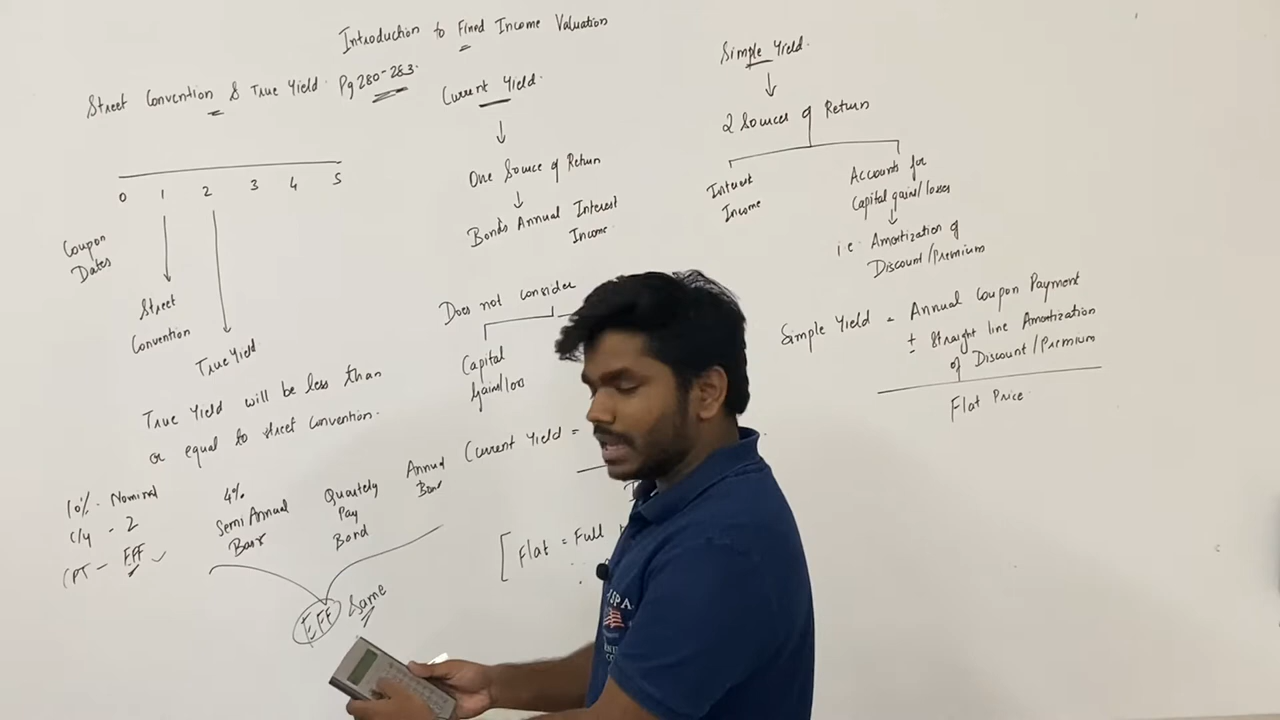 Introduction to Fixed Income Valuation
Street Convention & True Yield. Pg 280-283.
0 1 2 3 4 5
Coupon
Dates
Street
Convention
True Yield
True Yield will be less than
or equal to street convention.
10% - Nominal
C/Y - 2
CPT - EFF
4%
Semi Annual
Basis
Quartely
Pay
Bond
Annual
EFF Same
Current Yield.
One Source of Return
Bond's Annual Interest
Income.
Does not consider
Capital
Gains/loss
Current Yield =
[Flat = Full
Simple Yield.
2 Sources of Return
Interest
Income
Accounts for
Capital gains/losses
i.e. Amortization of
Discount/Premium
Simple Yield = Annual Coupon Payment
± Straight line Amortization
of Discount/Premium
Flat Price.